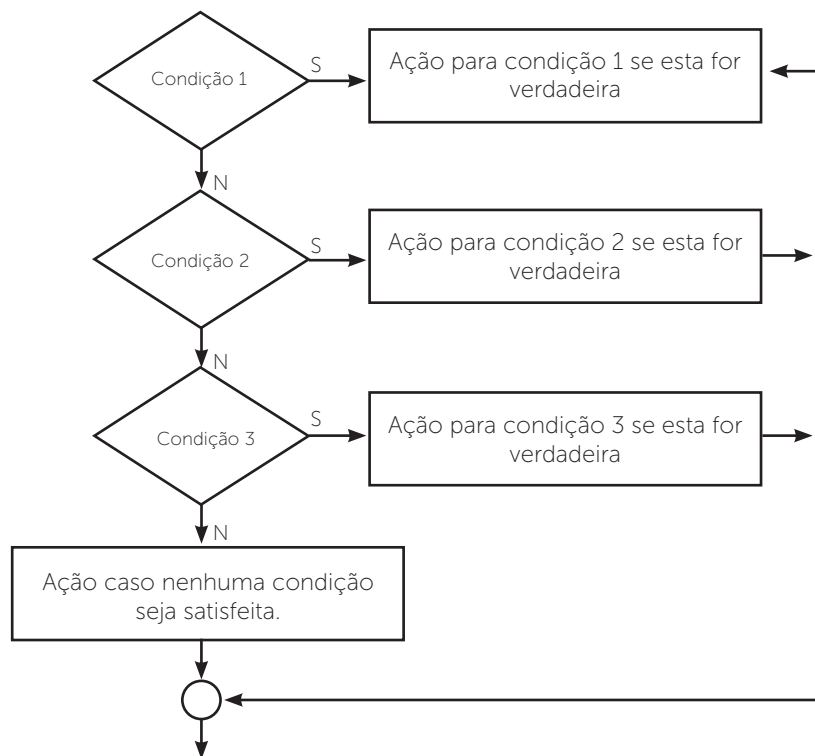 Condição 1
S
Ação para condição 1 se esta for
verdadeira
N
Condição 2
S
Ação para condição 2 se esta for
verdadeira
N
Condição 3
S
Ação para condição 3 se esta for
verdadeira
N
Ação caso nenhuma condição
seja satisfeita.